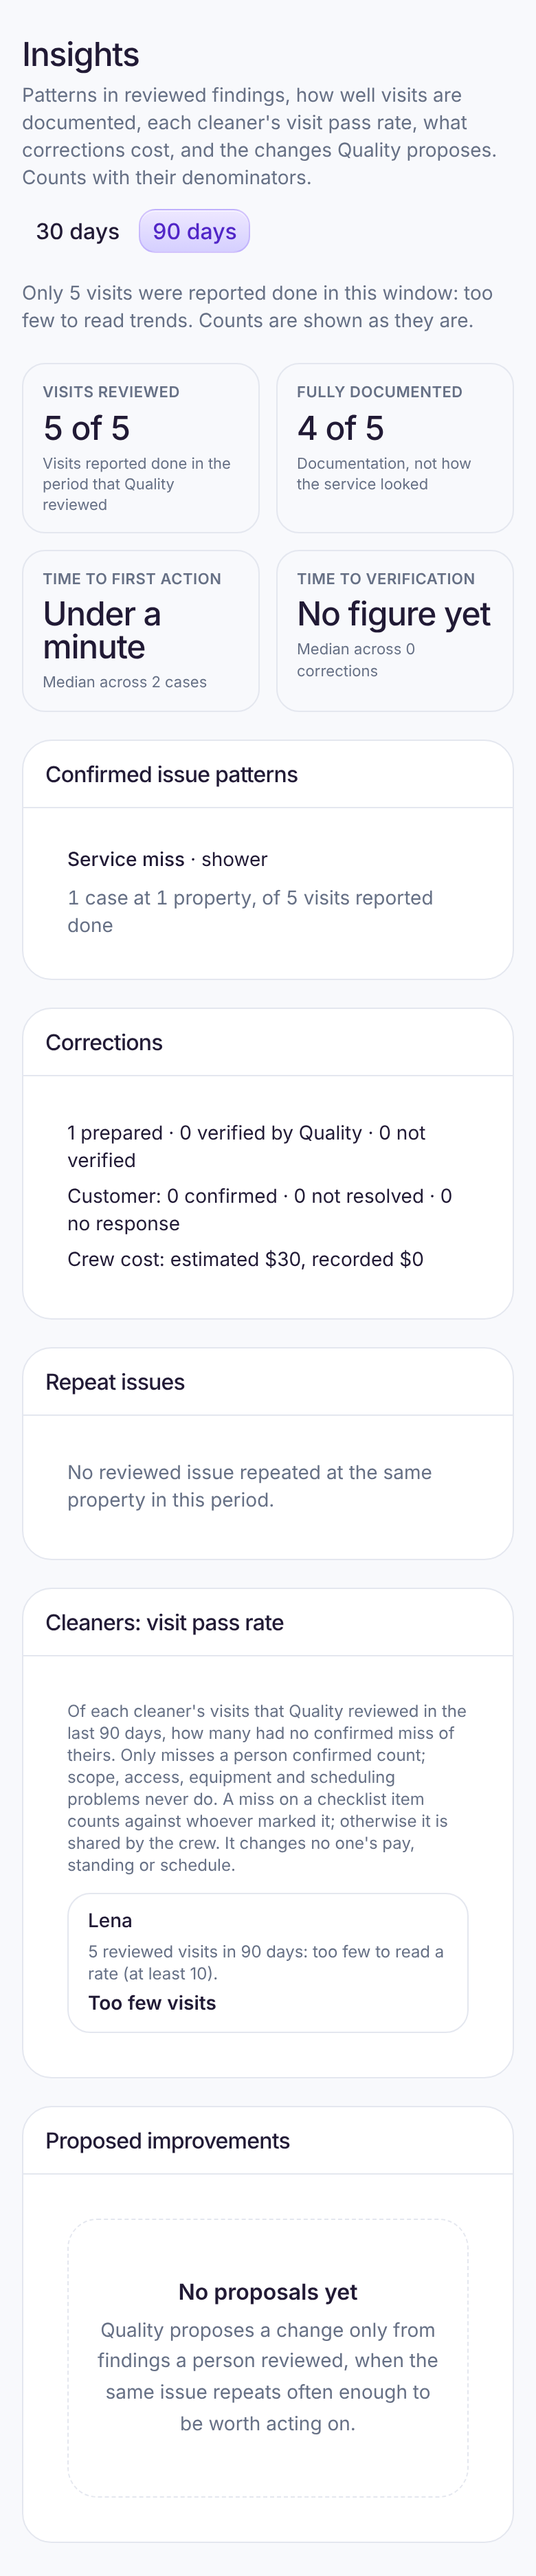 Insights
Patterns in reviewed findings, how well visits are
documented, each cleaner's visit pass rate, what
corrections cost, and the changes Quality proposes.
Counts with their denominators.
30 days 90 days
Only 5 visits were reported done in this window: too
few to read trends. Counts are shown as they are.
VISITS REVIEWED
5 of 5
Visits reported done in the
period that Quality
reviewed
FULLY DOCUMENTED
4 of 5
Documentation, not how
the service looked
TIME TO FIRST ACTION
Under a
minute
Median across 2 cases
TIME TO VERIFICATION
No figure yet
Median across 0
corrections
Confirmed issue patterns
Service miss · shower
1 case at 1 property, of 5 visits reported
done
Corrections
1 prepared · 0 verified by Quality · 0 not
verified
Customer: 0 confirmed · 0 not resolved · 0
no response
Crew cost: estimated $30, recorded $0
Repeat issues
No reviewed issue repeated at the same
property in this period.
Cleaners: visit pass rate
Of each cleaner's visits that Quality reviewed in the
last 90 days, how many had no confirmed miss of
theirs. Only misses a person confirmed count;
scope, access, equipment and scheduling
problems never do. A miss on a checklist item
counts against whoever marked it; otherwise it is
shared by the crew. It changes no one's pay,
standing or schedule.
Lena
5 reviewed visits in 90 days: too few to read a
rate (at least 10).
Too few visits
Proposed improvements
No proposals yet
Quality proposes a change only from
findings a person reviewed, when the
same issue repeats often enough to
be worth acting on.